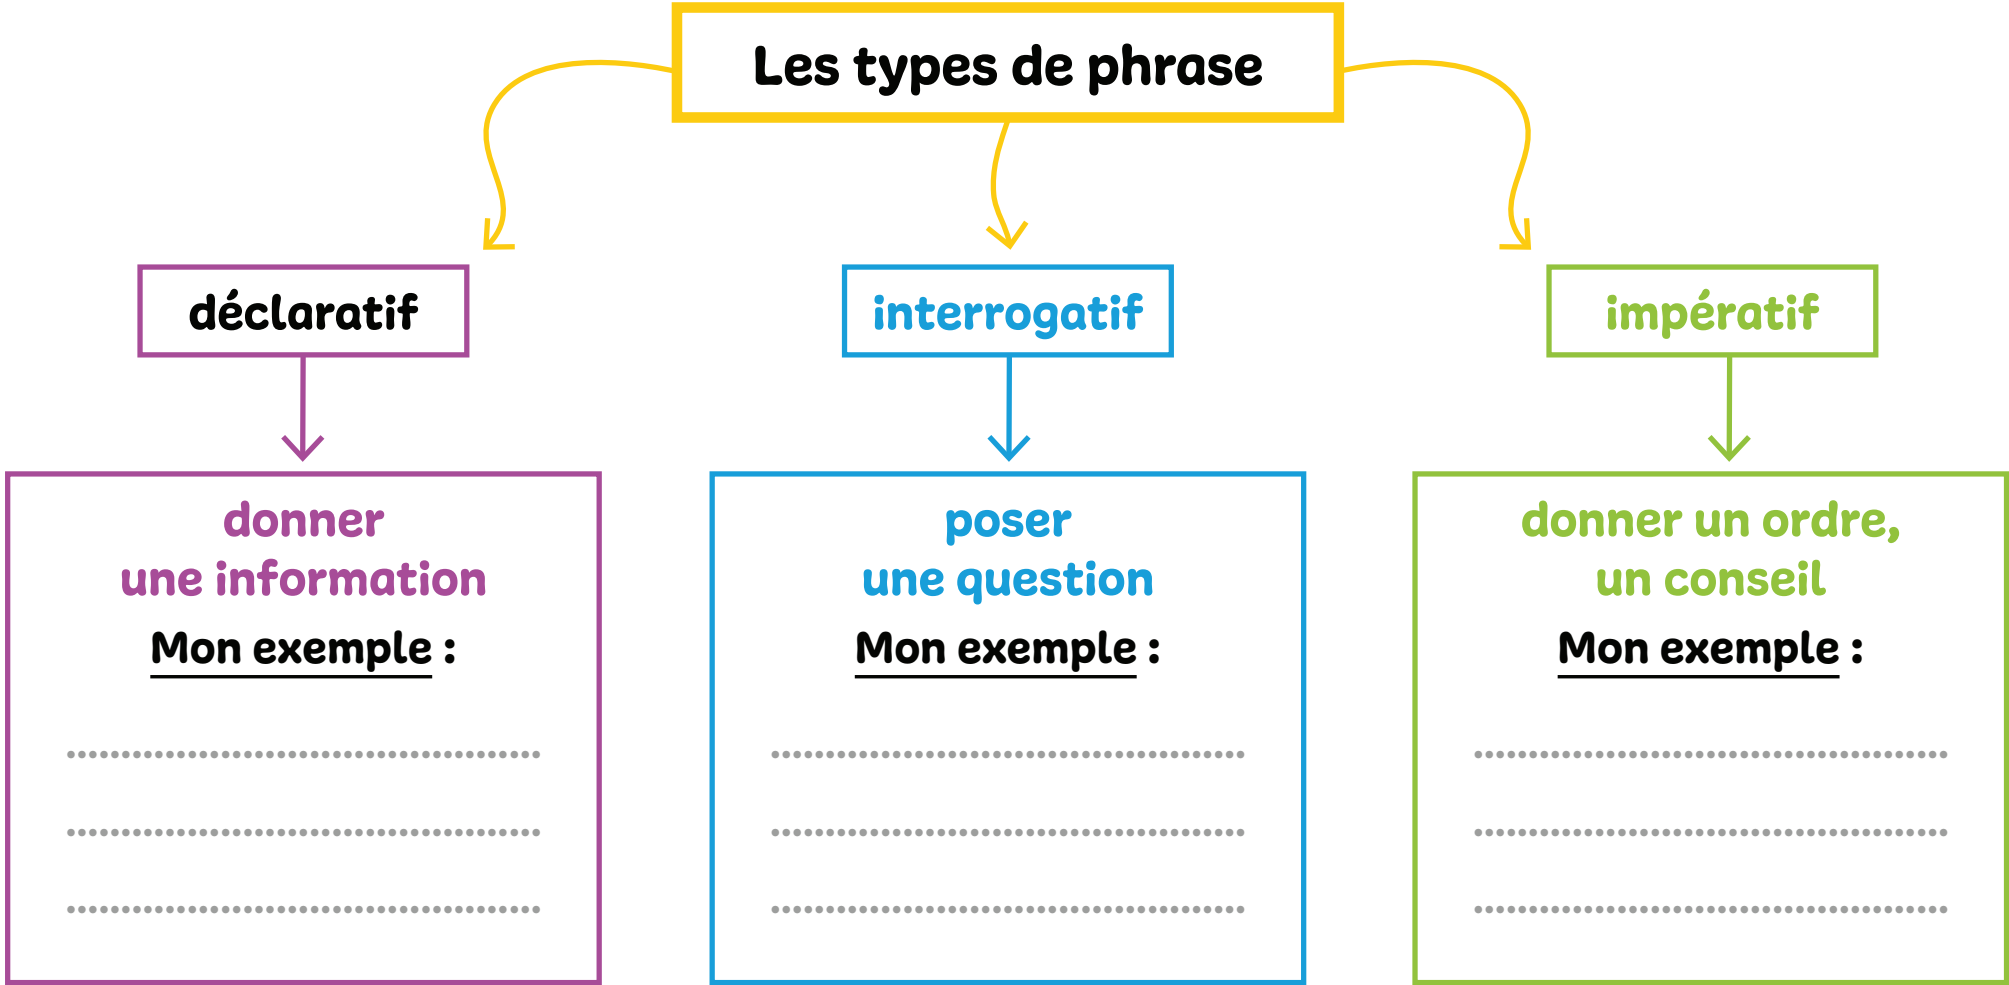 Les types de phrase
déclaratif
donner
une information
Mon exemple :
interrogatif
poser
une question
Mon exemple :
impératif
donner un ordre,
un conseil
Mon exemple :